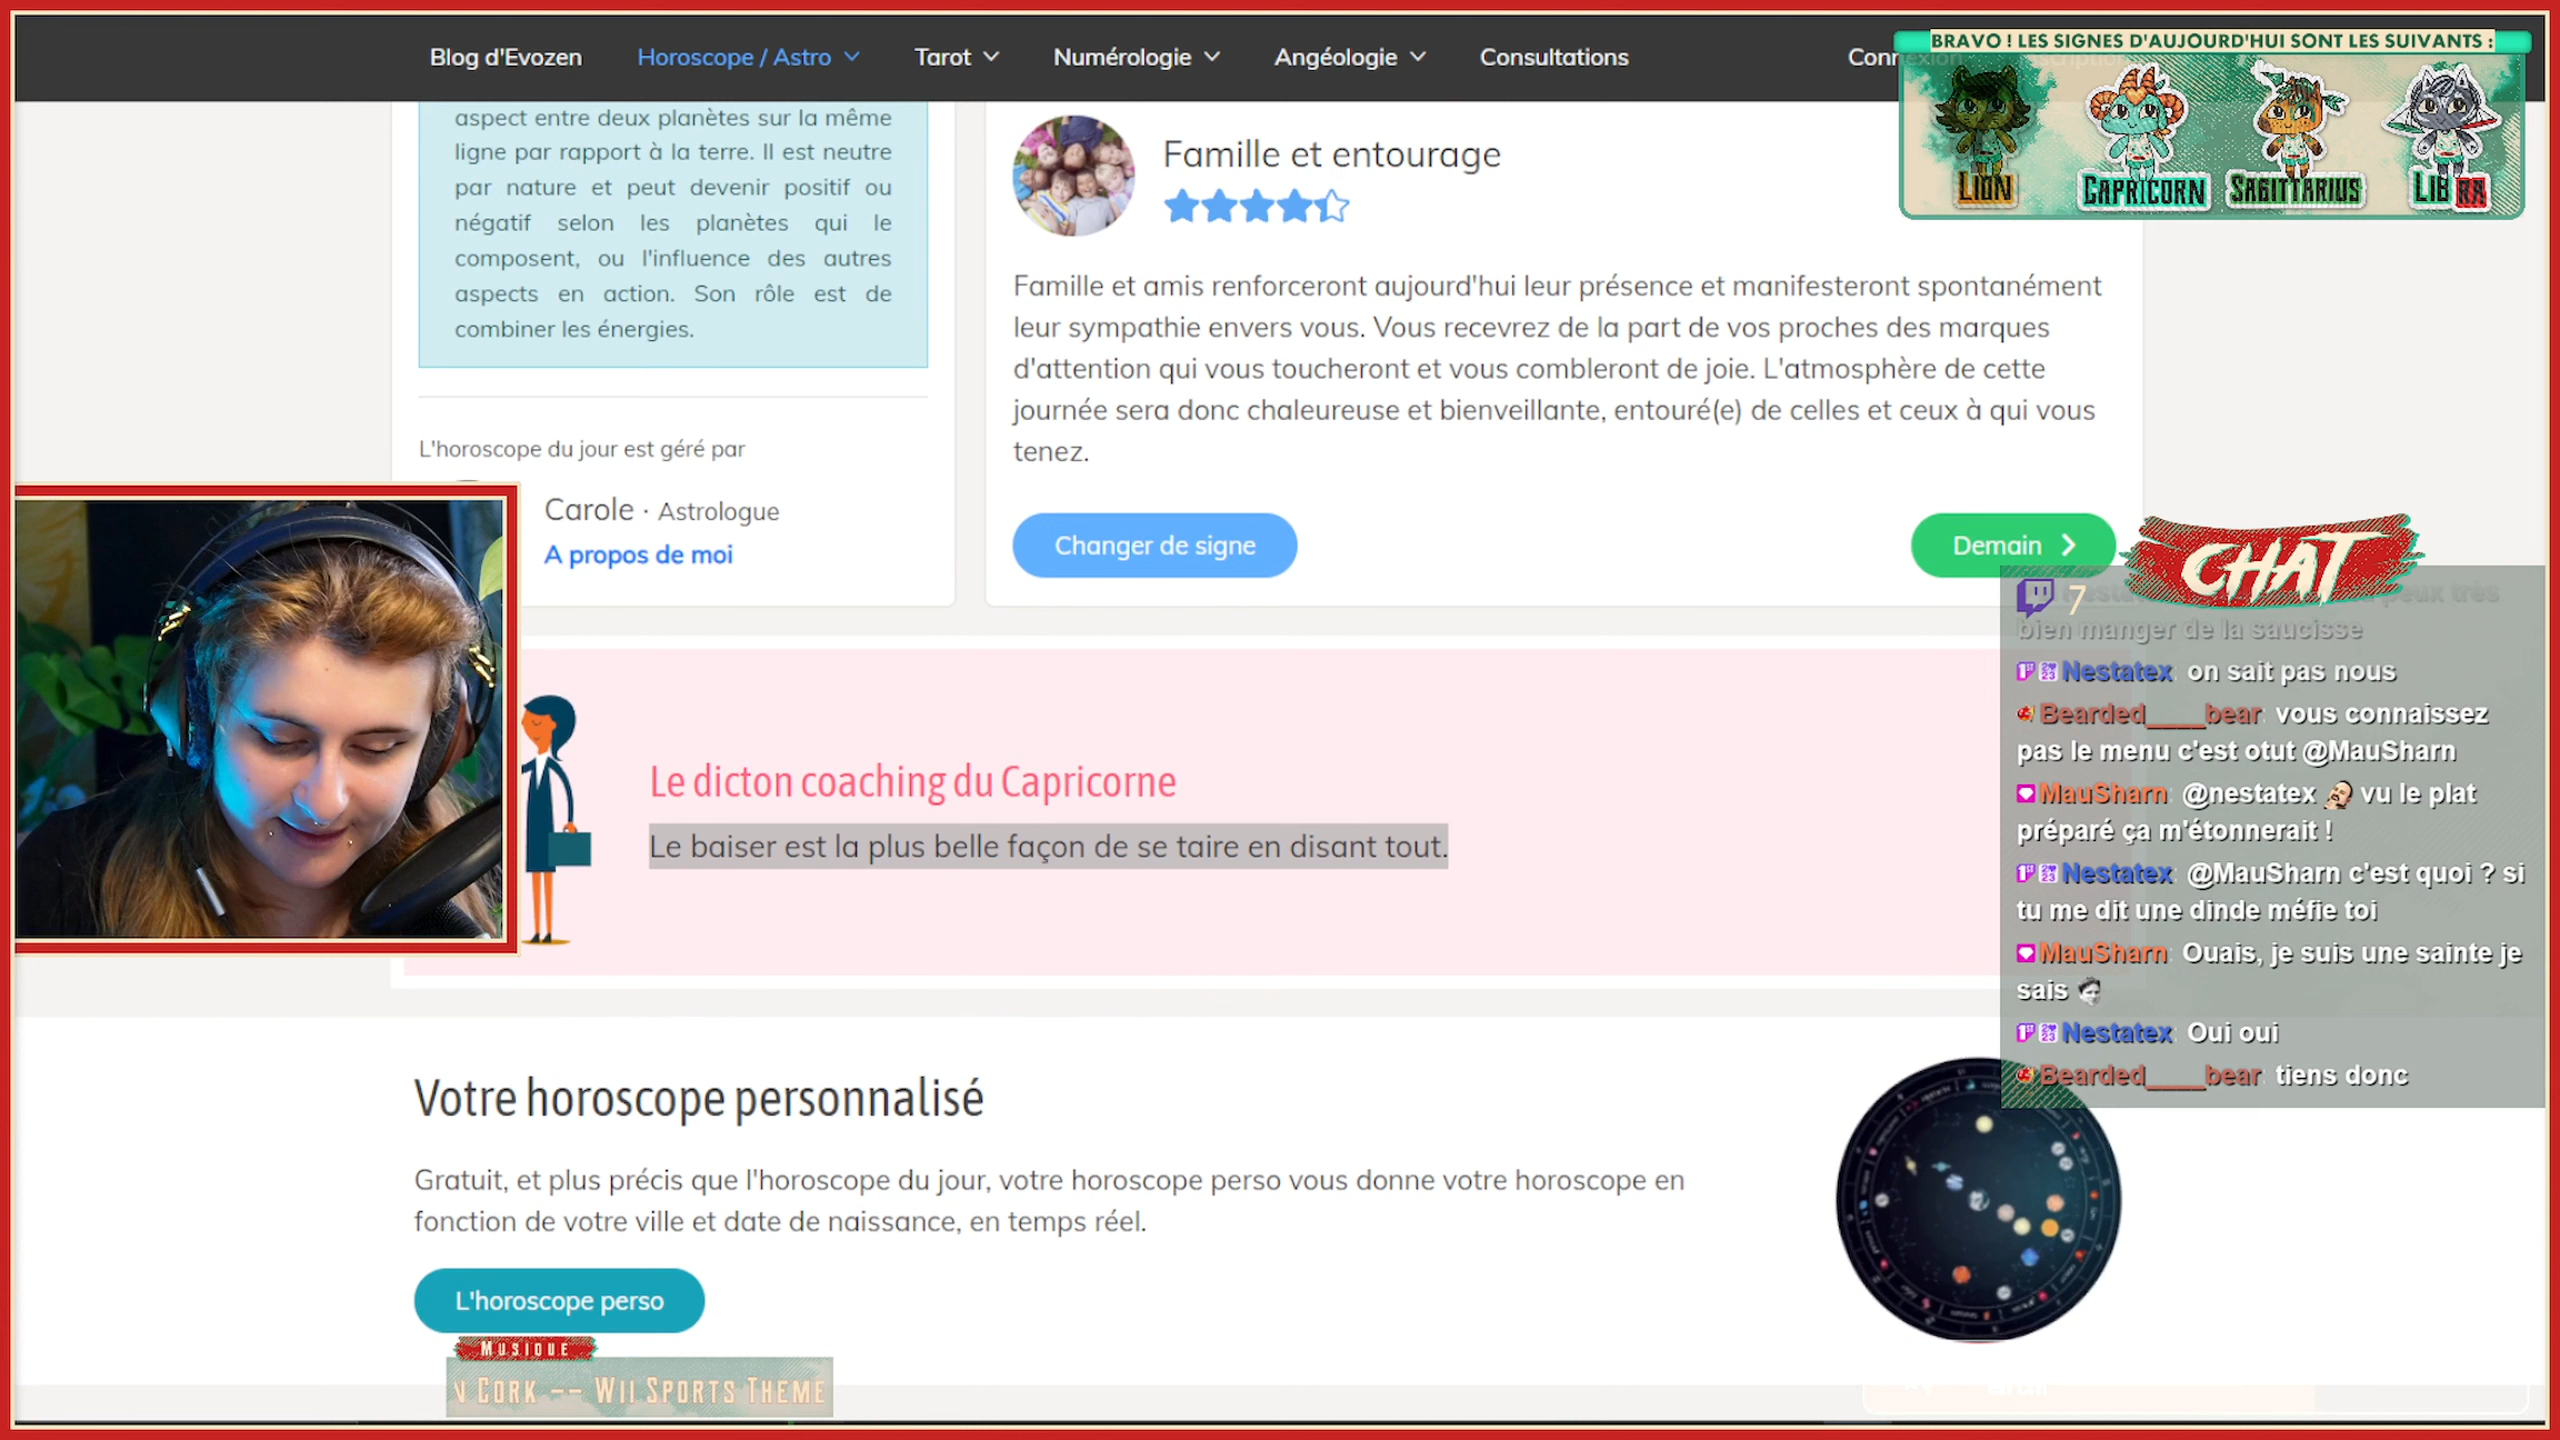 Blog d'Evozen
Horoscope / Astro
Tarot
Numérologie
Angéologie
Consultations
BRAVO ! LES SIGNES D'AUJOURD'HUI SONT LES SUIVANTS :
LION
CAPRICORN
SAGITTARIUS
LIBRA
aspect entre deux planètes sur la même
ligne par rapport à la terre. Il est neutre
par nature et peut devenir positif ou
négatif selon les planètes qui le
composent, ou l'influence des autres
aspects en action. Son rôle est de
combiner les énergies.
L'horoscope du jour est géré par
Carole · Astrologue
A propos de moi
Famille et entourage
Famille et amis renforceront aujourd'hui leur présence et manifesteront spontanément
leur sympathie envers vous. Vous recevrez de la part de vos proches des marques
d'attention qui vous toucheront et vous combleront de joie. L'atmosphère de cette
journée sera donc chaleureuse et bienveillante, entouré(e) de celles et ceux à qui vous
tenez.
Changer de signe
Demain
CHAT
7
peux très
bien manger de la saucisse
Nestatex: on sait pas nous
Bearded____bear: vous connaissez
pas le menu c'est otut @MauSharn
MauSharn: @nestatex vu le plat
préparé ça m'étonnerait !
Nestatex: @MauSharn c'est quoi ? si
tu me dit une dinde méfie toi
MauSharn: Ouais, je suis une sainte je
sais
Nestatex: Oui oui
Bearded____bear: tiens donc
Le dicton coaching du Capricorne
Le baiser est la plus belle façon de se taire en disant tout.
Votre horoscope personnalisé
Gratuit, et plus précis que l'horoscope du jour, votre horoscope perso vous donne votre horoscope en
fonction de votre ville et date de naissance, en temps réel.
L'horoscope perso
MUSIQUE
CORK -- WII SPORTS THEME